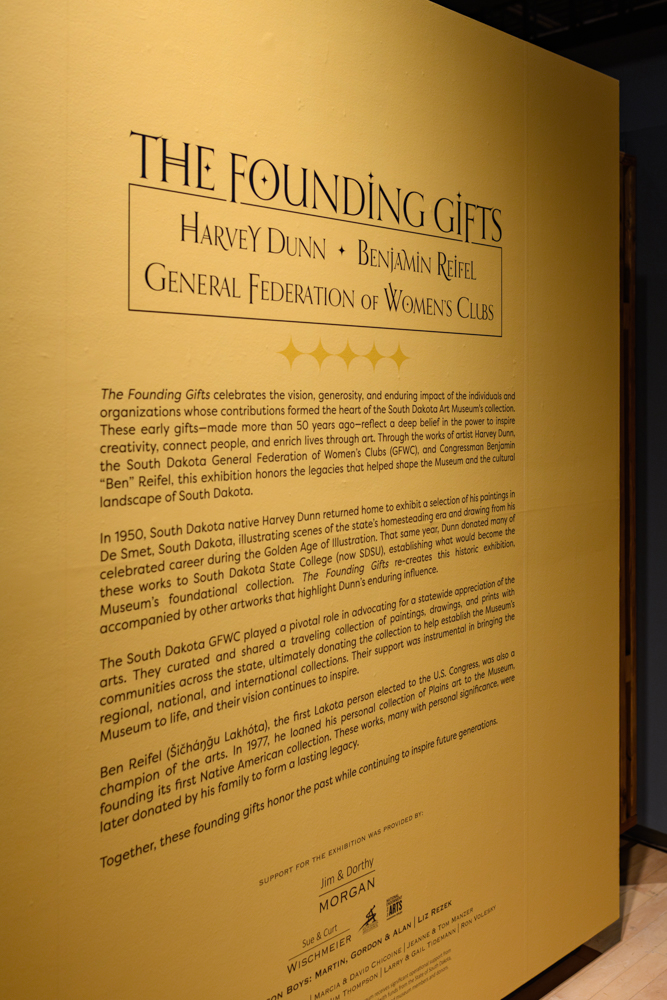 THE FOUNDING GIFTS
HARVEY DUNN ✦ BENJAMIN REIFEL
GENERAL FEDERATION OF WOMEN'S CLUBS
The Founding Gifts celebrates the vision, generosity, and enduring impact of the individuals and
organizations whose contributions formed the heart of the South Dakota Art Museum's collection.
These early gifts—made more than 50 years ago—reflect a deep belief in the power to inspire
creativity, connect people, and enrich lives through art. Through the works of artist Harvey Dunn,
the South Dakota General Federation of Women's Clubs (GFWC), and Congressman Benjamin
“Ben” Reifel, this exhibition honors the legacies that helped shape the Museum and the cultural
landscape of South Dakota.
In 1950, South Dakota native Harvey Dunn returned home to exhibit a selection of his paintings in
De Smet, South Dakota, illustrating scenes of the state's homesteading era and drawing from his
celebrated career during the Golden Age of Illustration. That same year, Dunn donated many of
these works to South Dakota State College (now SDSU), establishing what would become the
Museum's foundational collection. The Founding Gifts re-creates this historic exhibition,
accompanied by other artworks that highlight Dunn's enduring influence.
The South Dakota GFWC played a pivotal role in advocating for a statewide appreciation of the
arts. They curated and shared a traveling collection of paintings, drawings, and prints with
communities across the state, ultimately donating the collection to help establish the Museum's
regional, national, and international collections. Their support was instrumental in bringing the
Museum to life, and their vision continues to inspire.
Ben Reifel (Šičháŋǧu Lakhóta), the first Lakota person elected to the U.S. Congress, was also a
champion of the arts. In 1977, he loaned his personal collection of Plains art to the Museum,
founding its first Native American collection. These works, many with personal significance, were
later donated by his family to form a lasting legacy.
Together, these founding gifts honor the past while continuing to inspire future generations.
SUPPORT FOR THE EXHIBITION WAS PROVIDED BY:
Jim & Dorthy
MORGAN
Sue & Curt
WISCHMEIER
ARTS
ON BOYS: MARTIN, GORDON & ALAN | LIZ REZEK
| MARCIA & DAVID CHICOINE | JEANNE & TOM MANZER
THOMPSON | LARRY & GAIL TIDEMANN | RON VOLESKY